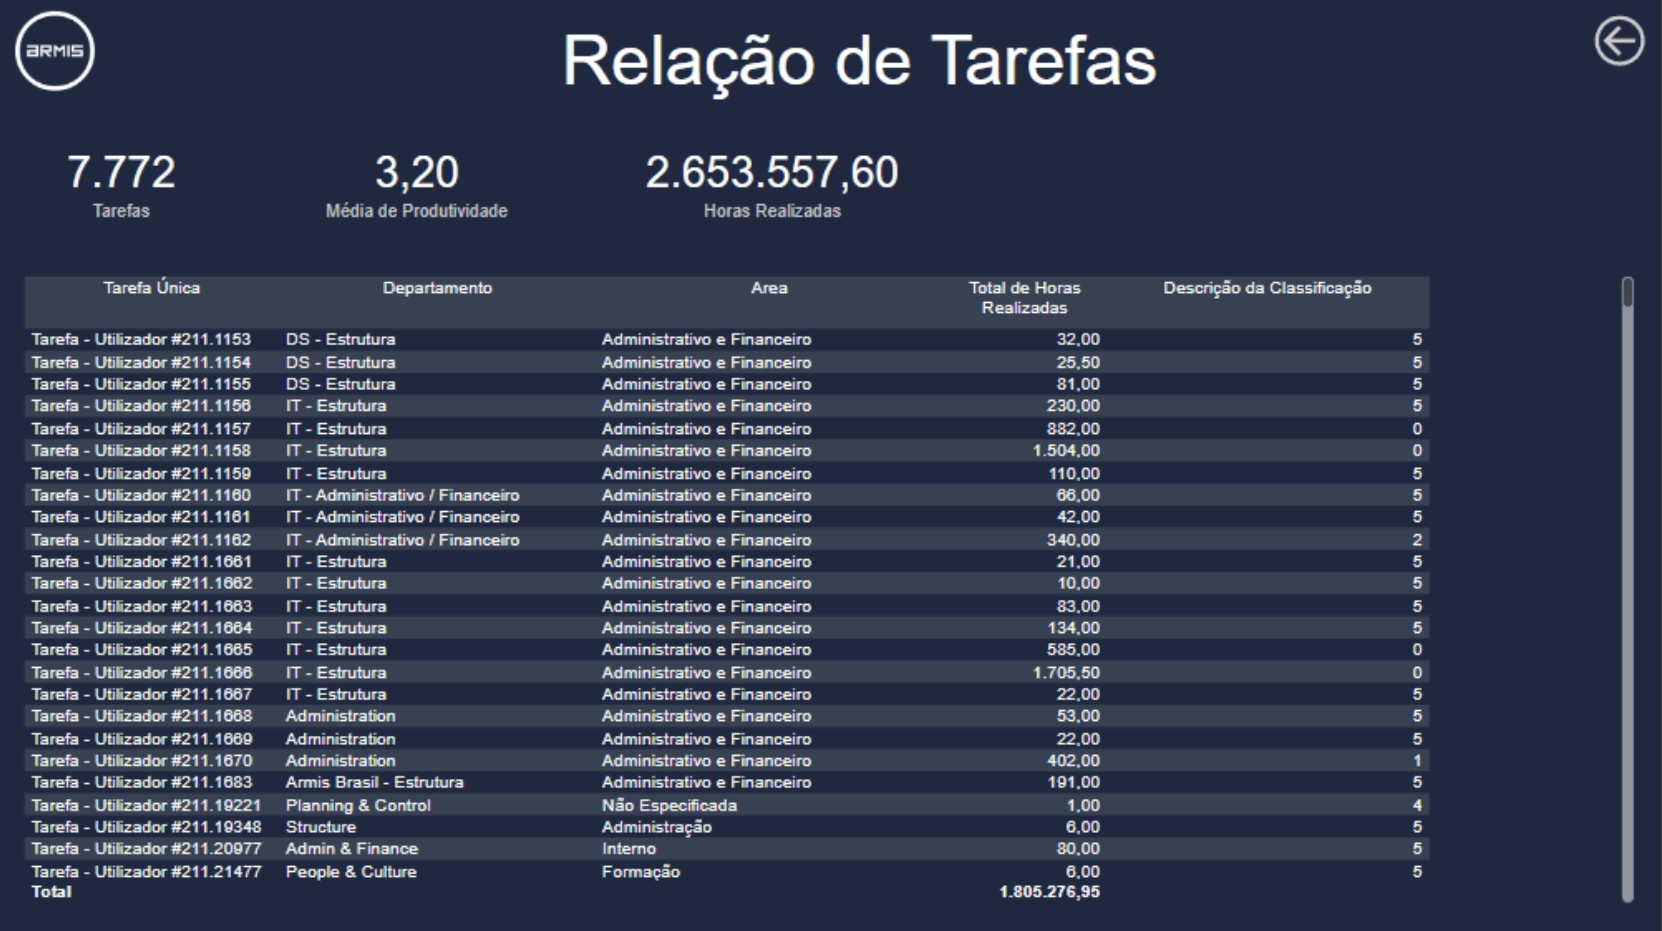 ARMIS
Relação de Tarefas
7.772 3,20 2.653.557,60
Tarefas Média de Produtividade Horas Realizadas
Tarefa Única Departamento Area Total de Horas Realizadas Descrição da Classificação
Tarefa - Utilizador #211.1153 DS - Estrutura Administrativo e Financeiro 32,00 5
Tarefa - Utilizador #211.1154 DS - Estrutura Administrativo e Financeiro 25,50 5
Tarefa - Utilizador #211.1155 DS - Estrutura Administrativo e Financeiro 81,00 5
Tarefa - Utilizador #211.1156 IT - Estrutura Administrativo e Financeiro 230,00 5
Tarefa - Utilizador #211.1157 IT - Estrutura Administrativo e Financeiro 882,00 0
Tarefa - Utilizador #211.1158 IT - Estrutura Administrativo e Financeiro 1.504,00 0
Tarefa - Utilizador #211.1159 IT - Estrutura Administrativo e Financeiro 110,00 5
Tarefa - Utilizador #211.1160 IT - Administrativo / Financeiro Administrativo e Financeiro 66,00 5
Tarefa - Utilizador #211.1161 IT - Administrativo / Financeiro Administrativo e Financeiro 42,00 5
Tarefa - Utilizador #211.1162 IT - Administrativo / Financeiro Administrativo e Financeiro 340,00 2
Tarefa - Utilizador #211.1661 IT - Estrutura Administrativo e Financeiro 21,00 5
Tarefa - Utilizador #211.1662 IT - Estrutura Administrativo e Financeiro 10,00 5
Tarefa - Utilizador #211.1663 IT - Estrutura Administrativo e Financeiro 83,00 5
Tarefa - Utilizador #211.1664 IT - Estrutura Administrativo e Financeiro 134,00 5
Tarefa - Utilizador #211.1665 IT - Estrutura Administrativo e Financeiro 585,00 0
Tarefa - Utilizador #211.1666 IT - Estrutura Administrativo e Financeiro 1.705,50 0
Tarefa - Utilizador #211.1667 IT - Estrutura Administrativo e Financeiro 22,00 5
Tarefa - Utilizador #211.1668 Administration Administrativo e Financeiro 53,00 5
Tarefa - Utilizador #211.1669 Administration Administrativo e Financeiro 22,00 5
Tarefa - Utilizador #211.1670 Administration Administrativo e Financeiro 402,00 1
Tarefa - Utilizador #211.1683 Armis Brasil - Estrutura Administrativo e Financeiro 191,00 5
Tarefa - Utilizador #211.19221 Planning & Control Não Especificada 1,00 4
Tarefa - Utilizador #211.19348 Structure Administração 6,00 5
Tarefa - Utilizador #211.20977 Admin & Finance Interno 80,00 5
Tarefa - Utilizador #211.21477 People & Culture Formação 6,00 5
Total 1.805.276,95